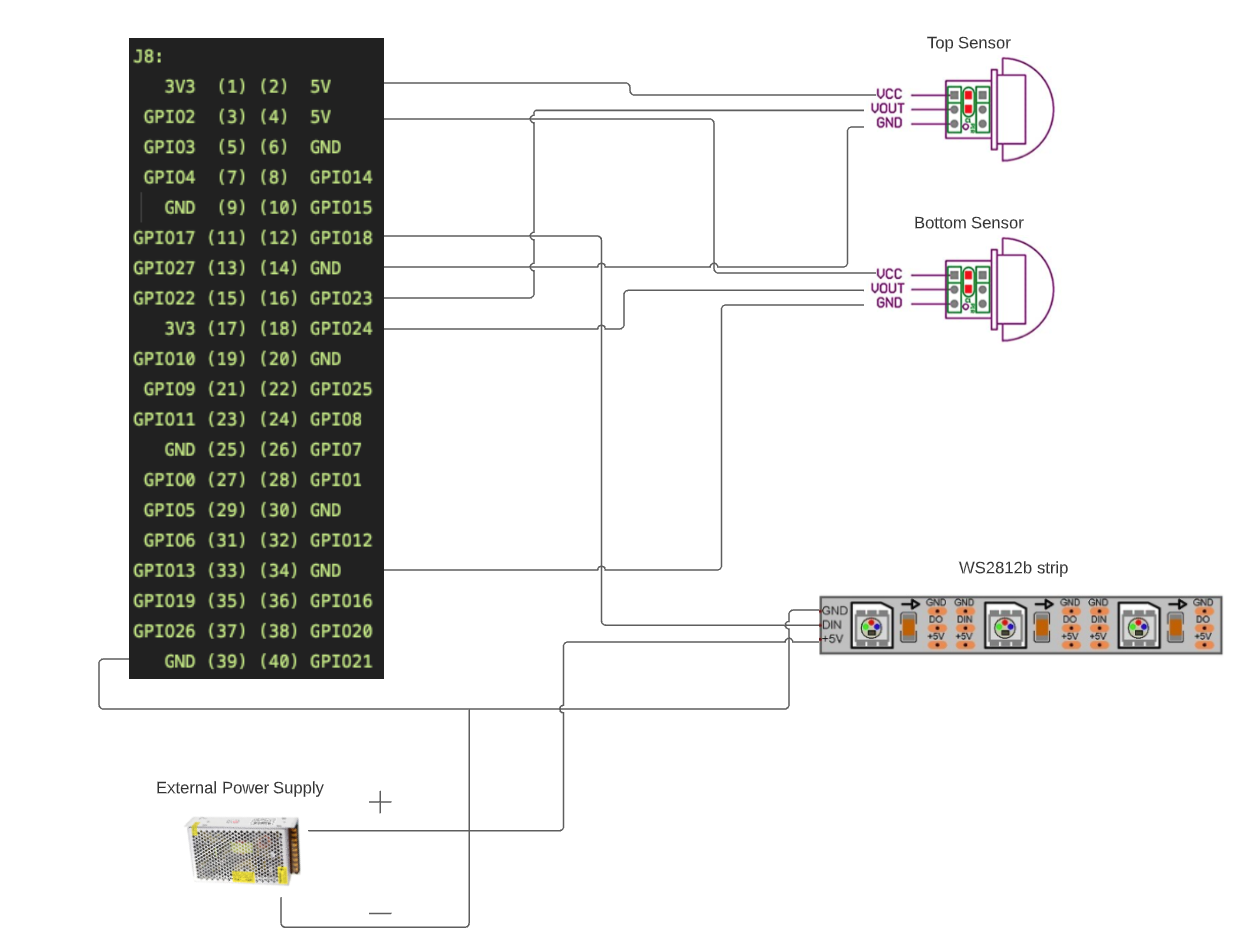 J8:
3V3 (1) (2) 5V
GPIO2 (3) (4) 5V
GPIO3 (5) (6) GND
GPIO4 (7) (8) GPIO14
GND (9) (10) GPIO15
GPIO17 (11) (12) GPIO18
GPIO27 (13) (14) GND
GPIO22 (15) (16) GPIO23
3V3 (17) (18) GPIO24
GPIO10 (19) (20) GND
GPIO9 (21) (22) GPIO25
GPIO11 (23) (24) GPIO8
GND (25) (26) GPIO7
GPIO0 (27) (28) GPIO1
GPIO5 (29) (30) GND
GPIO6 (31) (32) GPIO12
GPIO13 (33) (34) GND
GPIO19 (35) (36) GPIO16
GPIO26 (37) (38) GPIO20
GND (39) (40) GPIO21
Top Sensor
VCC
VOUT
GND
Bottom Sensor
VCC
VOUT
GND
WS2812b strip
GND GND GND GND GND GND
DIN DO DIN DO DIN DO
+5V +5V +5V +5V +5V +5V
External Power Supply
+
—